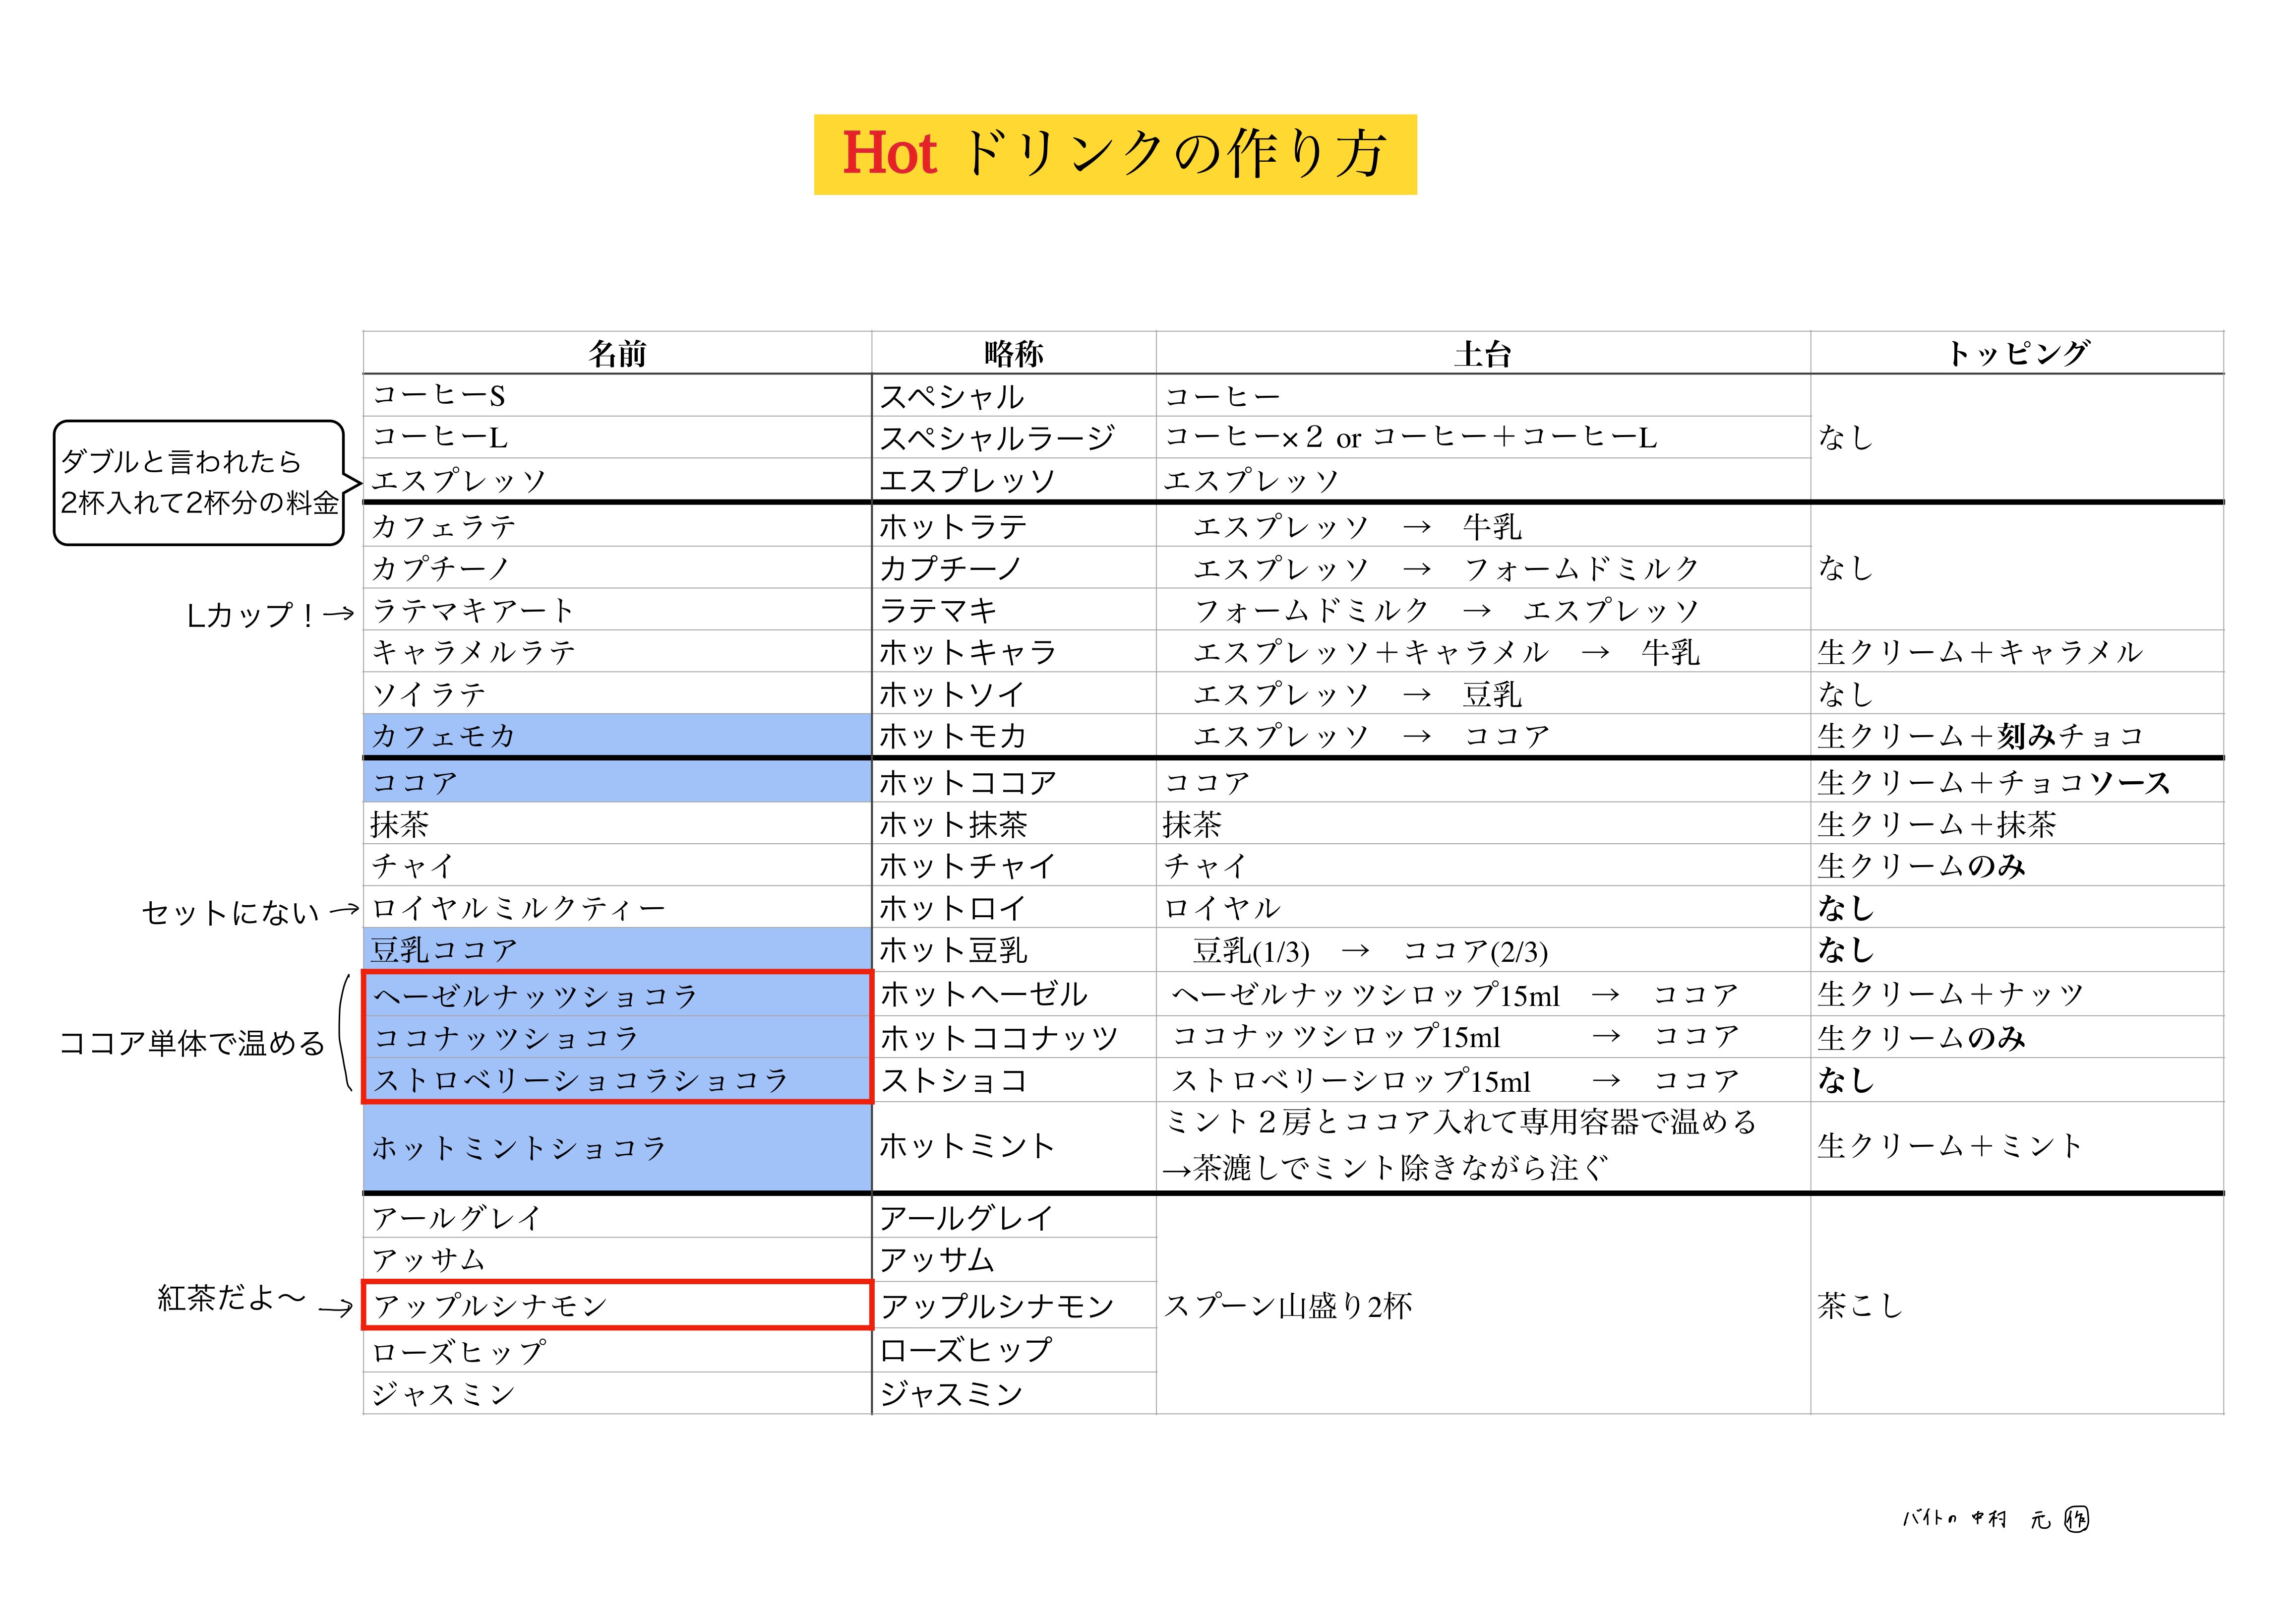 Hot ドリンクの作り方
名前 略称 土台 トッピング
コーヒーS スペシャル コーヒー
コーヒーL スペシャルラージ コーヒー×２ or コーヒー＋コーヒーL なし
ダブルと言われたら
2杯入れて2杯分の料金
エスプレッソ エスプレッソ エスプレッソ
カフェラテ ホットラテ エスプレッソ → 牛乳
カプチーノ カプチーノ エスプレッソ → フォームドミルク なし
Lカップ！→ ラテマキアート ラテマキ フォームドミルク → エスプレッソ
キャラメルラテ ホットキャラ エスプレッソ＋キャラメル → 牛乳 生クリーム＋キャラメル
ソイラテ ホットソイ エスプレッソ → 豆乳 なし
カフェモカ ホットモカ エスプレッソ → ココア 生クリーム＋刻みチョコ
ココア ホットココア ココア 生クリーム＋チョコソース
抹茶 ホット抹茶 抹茶 生クリーム＋抹茶
チャイ ホットチャイ チャイ 生クリームのみ
セットにない → ロイヤルミルクティー ホットロイ ロイヤル なし
豆乳ココア ホット豆乳 豆乳(1/3) → ココア(2/3) なし
ヘーゼルナッツショコラ ホットヘーゼル ヘーゼルナッツシロップ15ml → ココア 生クリーム＋ナッツ
ココア単体で温める ココナッツショコラ ホットココナッツ ココナッツシロップ15ml → ココア 生クリームのみ
ストロベリーショコラショコラ ストショコ ストロベリーシロップ15ml → ココア なし
ホットミントショコラ ホットミント ミント２房とココア入れて専用容器で温める
→茶漉しでミント除きながら注ぐ 生クリーム＋ミント
アールグレイ アールグレイ
アッサム アッサム
紅茶だよ〜 → アップルシナモン アップルシナモン スプーン山盛り2杯 茶こし
ローズヒップ ローズヒップ
ジャスミン ジャスミン
バイトの 中村 元 作